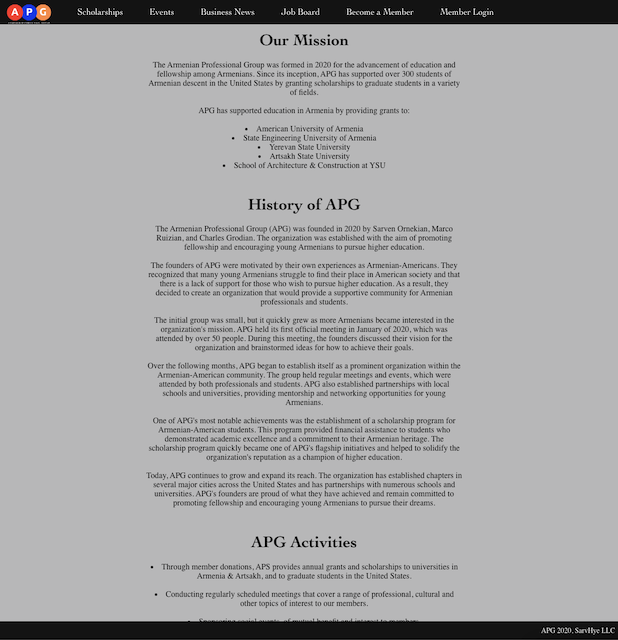 APG
Scholarships
Events
Business News
Job Board
Become a Member
Member Login
Our Mission
The Armenian Professional Group was formed in 2020 for the advancement of education and
fellowship among Armenians. Since its inception, APG has supported over 300 students of
Armenian descent in the United States by granting scholarships to graduate students in a variety
of fields.
APG has supported education in Armenia by providing grants to:
• American University of Armenia
• State Engineering University of Armenia
• Yerevan State University
• Artsakh State University
• School of Architecture & Construction at YSU
History of APG
The Armenian Professional Group (APG) was founded in 2020 by Sarven Ornekian, Marco
Ruizian, and Charles Grodian. The organization was established with the aim of promoting
fellowship and encouraging young Armenians to pursue higher education.
The founders of APG were motivated by their own experiences as Armenian-Americans. They
recognized that many young Armenians struggle to find their place in American society and that
there is a lack of support for those who wish to pursue higher education. As a result, they
decided to create an organization that would provide a supportive community for Armenian
professionals and students.
The initial group was small, but it quickly grew as more Armenians became interested in the
organization's mission. APG held its first official meeting in January of 2020, which was
attended by over 50 people. During this meeting, the founders discussed their vision for the
organization and brainstormed ideas for how to achieve their goals.
Over the following months, APG began to establish itself as a prominent organization within the
Armenian-American community. The group held regular meetings and events, which were
attended by both professionals and students. APG also established partnerships with local
schools and universities, providing mentorship and networking opportunities for young
Armenians.
One of APG's most notable achievements was the establishment of a scholarship program for
Armenian-American students. This program provided financial assistance to students who
demonstrated academic excellence and a commitment to their Armenian heritage. The
scholarship program quickly became one of APG's flagship initiatives and helped to solidify the
organization's reputation as a champion of higher education.
Today, APG continues to grow and expand its reach. The organization has established chapters in
several major cities across the United States and has partnerships with numerous schools and
universities. APG's founders are proud of what they have achieved and remain committed to
promoting fellowship and encouraging young Armenians to pursue their dreams.
APG Activities
• Through member donations, APS provides annual grants and scholarships to universities in
Armenia & Artsakh, and to graduate students in the United States.
• Conducting regularly scheduled meetings that cover a range of professional, cultural and
other topics of interest to our members.
• Sponsoring social events, of mutual benefit and interest to members.
APG 2020, SarvHye LLC